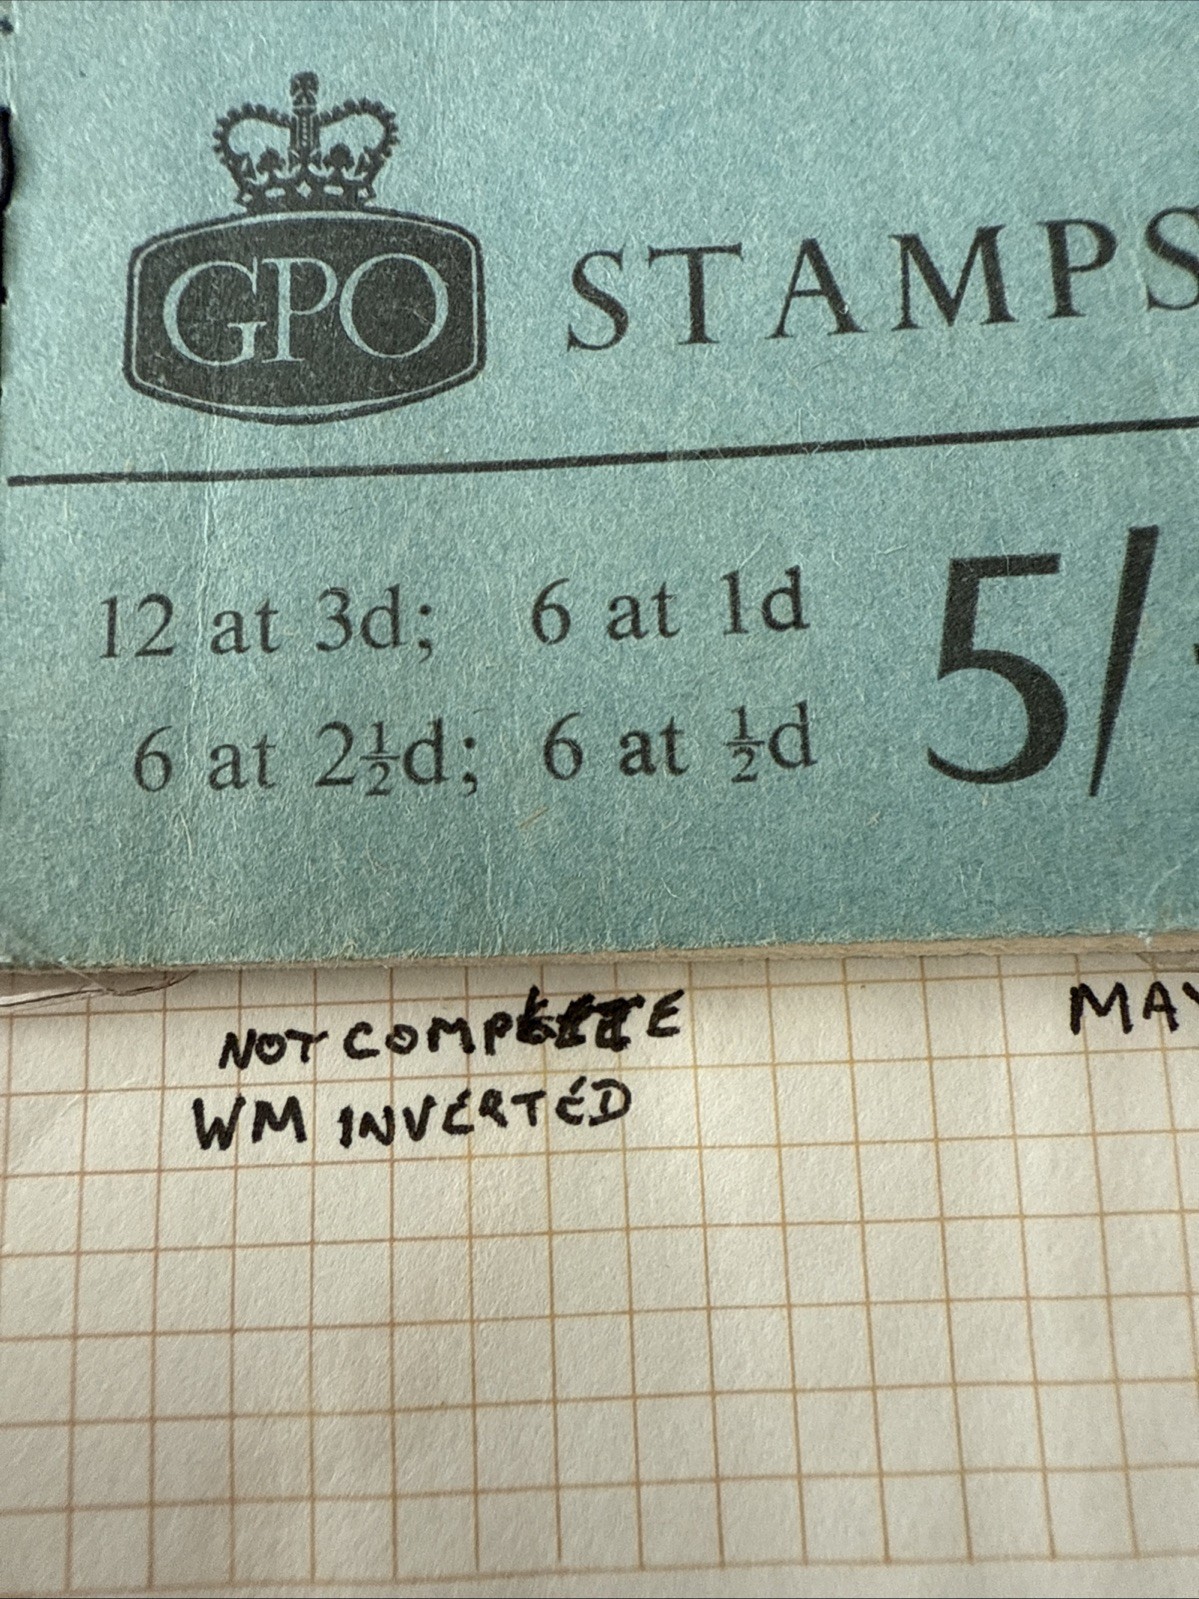 GPO STAMPS
12 at 3d; 6 at 1d
6 at 2½d; 6 at ½d
5/
NOT COMPLETE
WM INVERTED
MAY